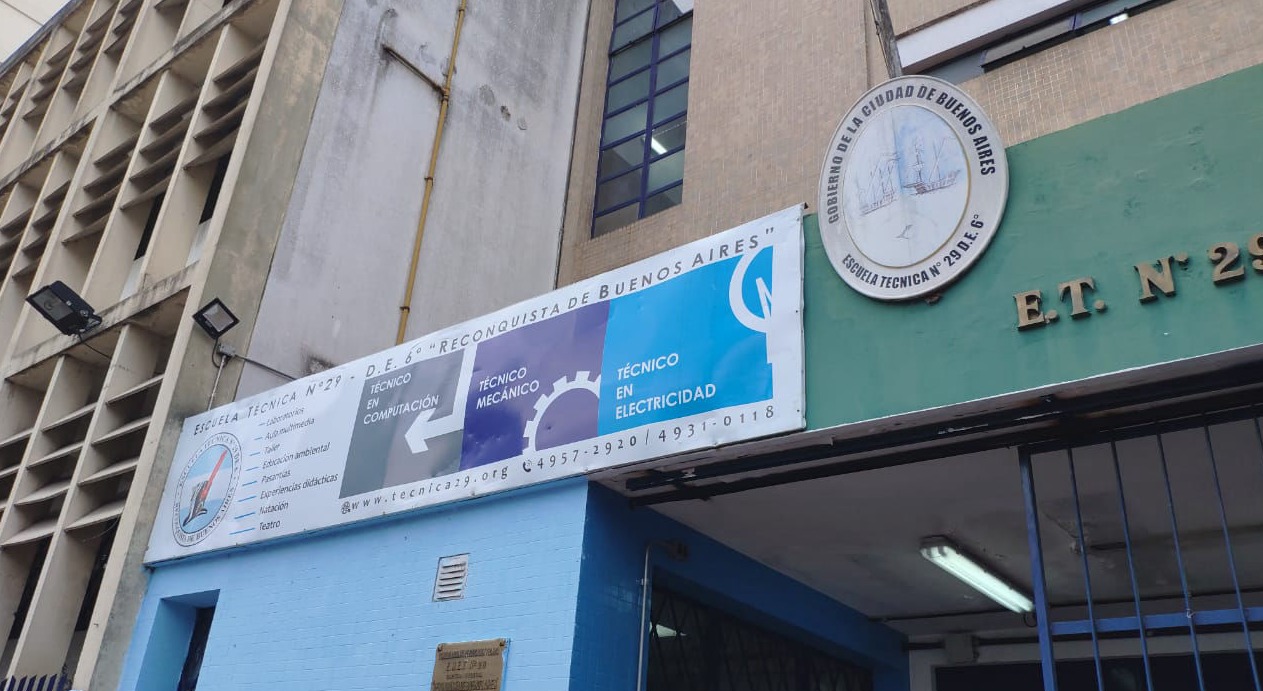 ESCUELA TECNICA N°29 - D.E. 6° "RECONQUISTA DE BUENOS AIRES"
Laboratorios
Aula multimedia
Taller
Educación ambiental
Pasantías
Experiencias didácticas
Natación
Teatro
TÉCNICO
EN
COMPUTACIÓN
TÉCNICO
MECÁNICO
TÉCNICO
EN
ELECTRICIDAD
www.tecnica29.org 4957-2920 / 4931-0118
GOBIERNO DE LA CIUDAD DE BUENOS AIRES
ESCUELA TECNICA N° 29 D.E. 6°
E.T. N° 29